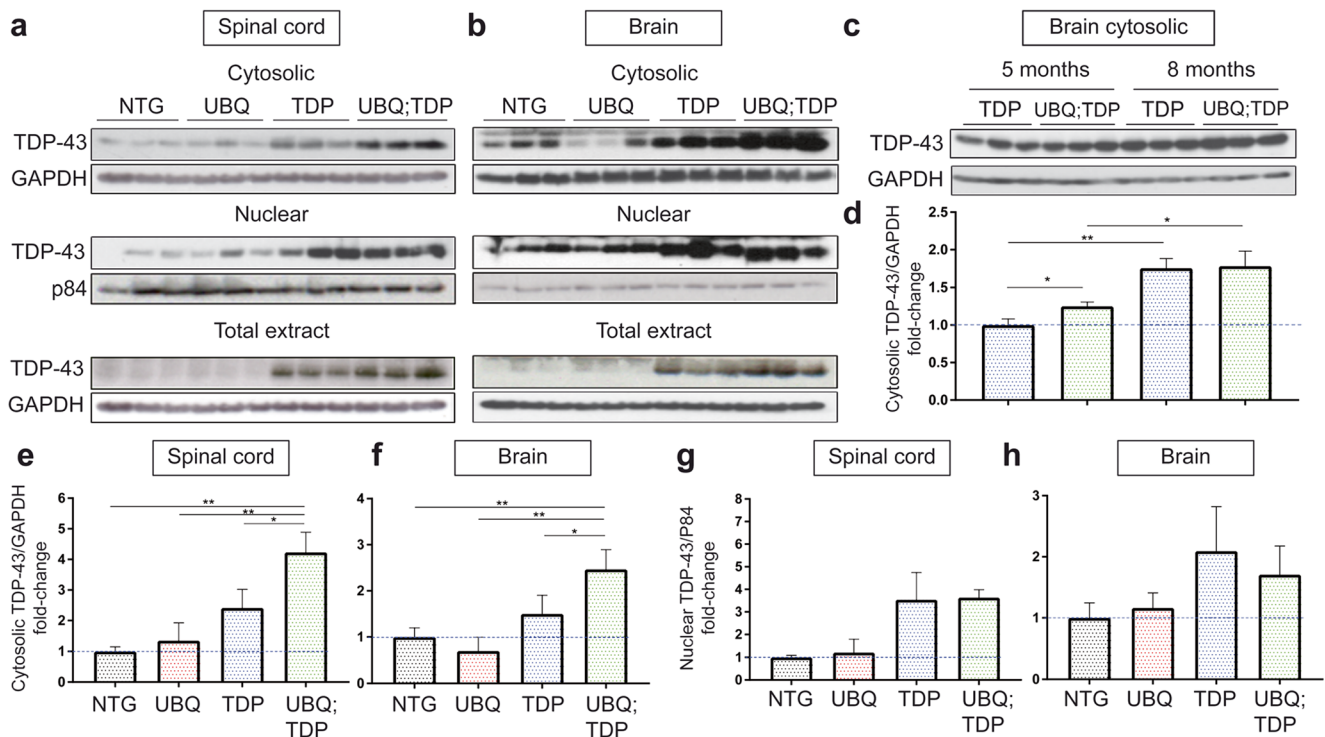 a
Spinal cord
Cytosolic
NTG UBQ TDP UBQ;TDP
TDP-43
GAPDH
Nuclear
TDP-43
p84
Total extract
TDP-43
GAPDH
b
Brain
Cytosolic
NTG UBQ TDP UBQ;TDP
Nuclear
Total extract
c
Brain cytosolic
5 months 8 months
TDP UBQ;TDP TDP UBQ;TDP
TDP-43
GAPDH
d
Cytosolic TDP-43/GAPDH
fold-change
2.5
2.0
1.5
1.0
0.5
0.0
*
**
*
e
Spinal cord
Cytosolic TDP-43/GAPDH
fold-change
6
5
4
3
2
1
0
**
**
*
NTG UBQ TDP UBQ;
TDP
f
Brain
4
3
2
1
0
**
**
*
NTG UBQ TDP UBQ;
TDP
g
Spinal cord
Nuclear TDP-43/P84
fold-change
8
7
6
5
4
3
2
1
0
NTG UBQ TDP UBQ;
TDP
h
Brain
3
2
1
0
NTG UBQ TDP UBQ;
TDP